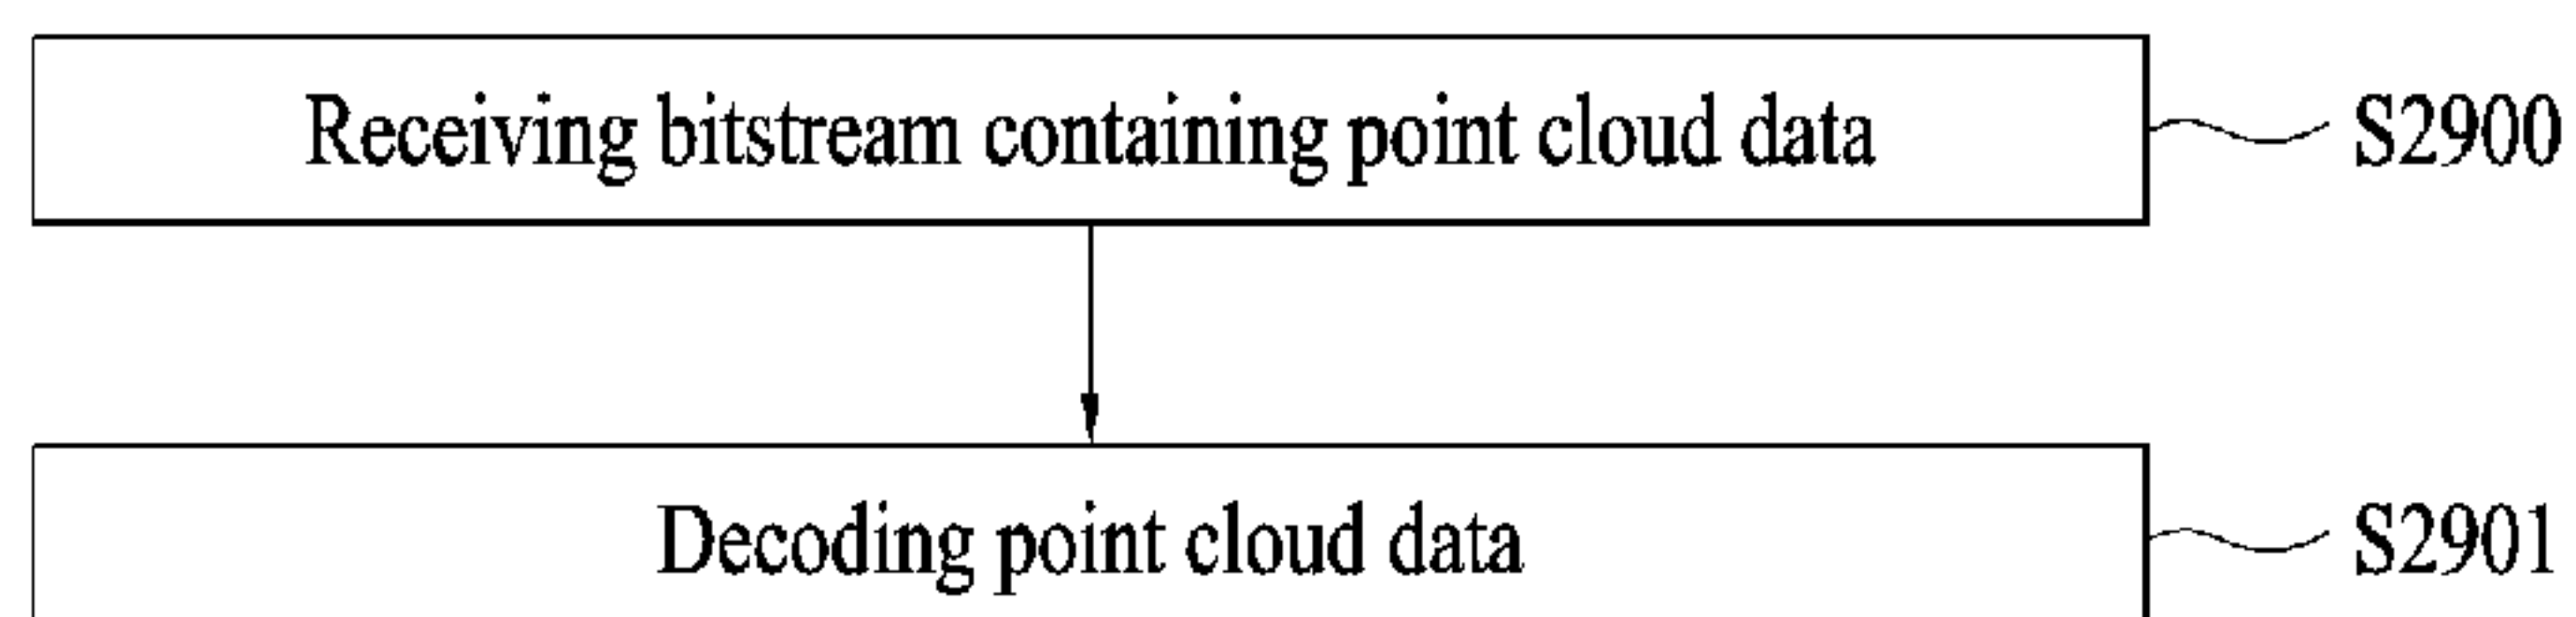 Receiving bitstream containing point cloud data S2900
Decoding point cloud data S2901